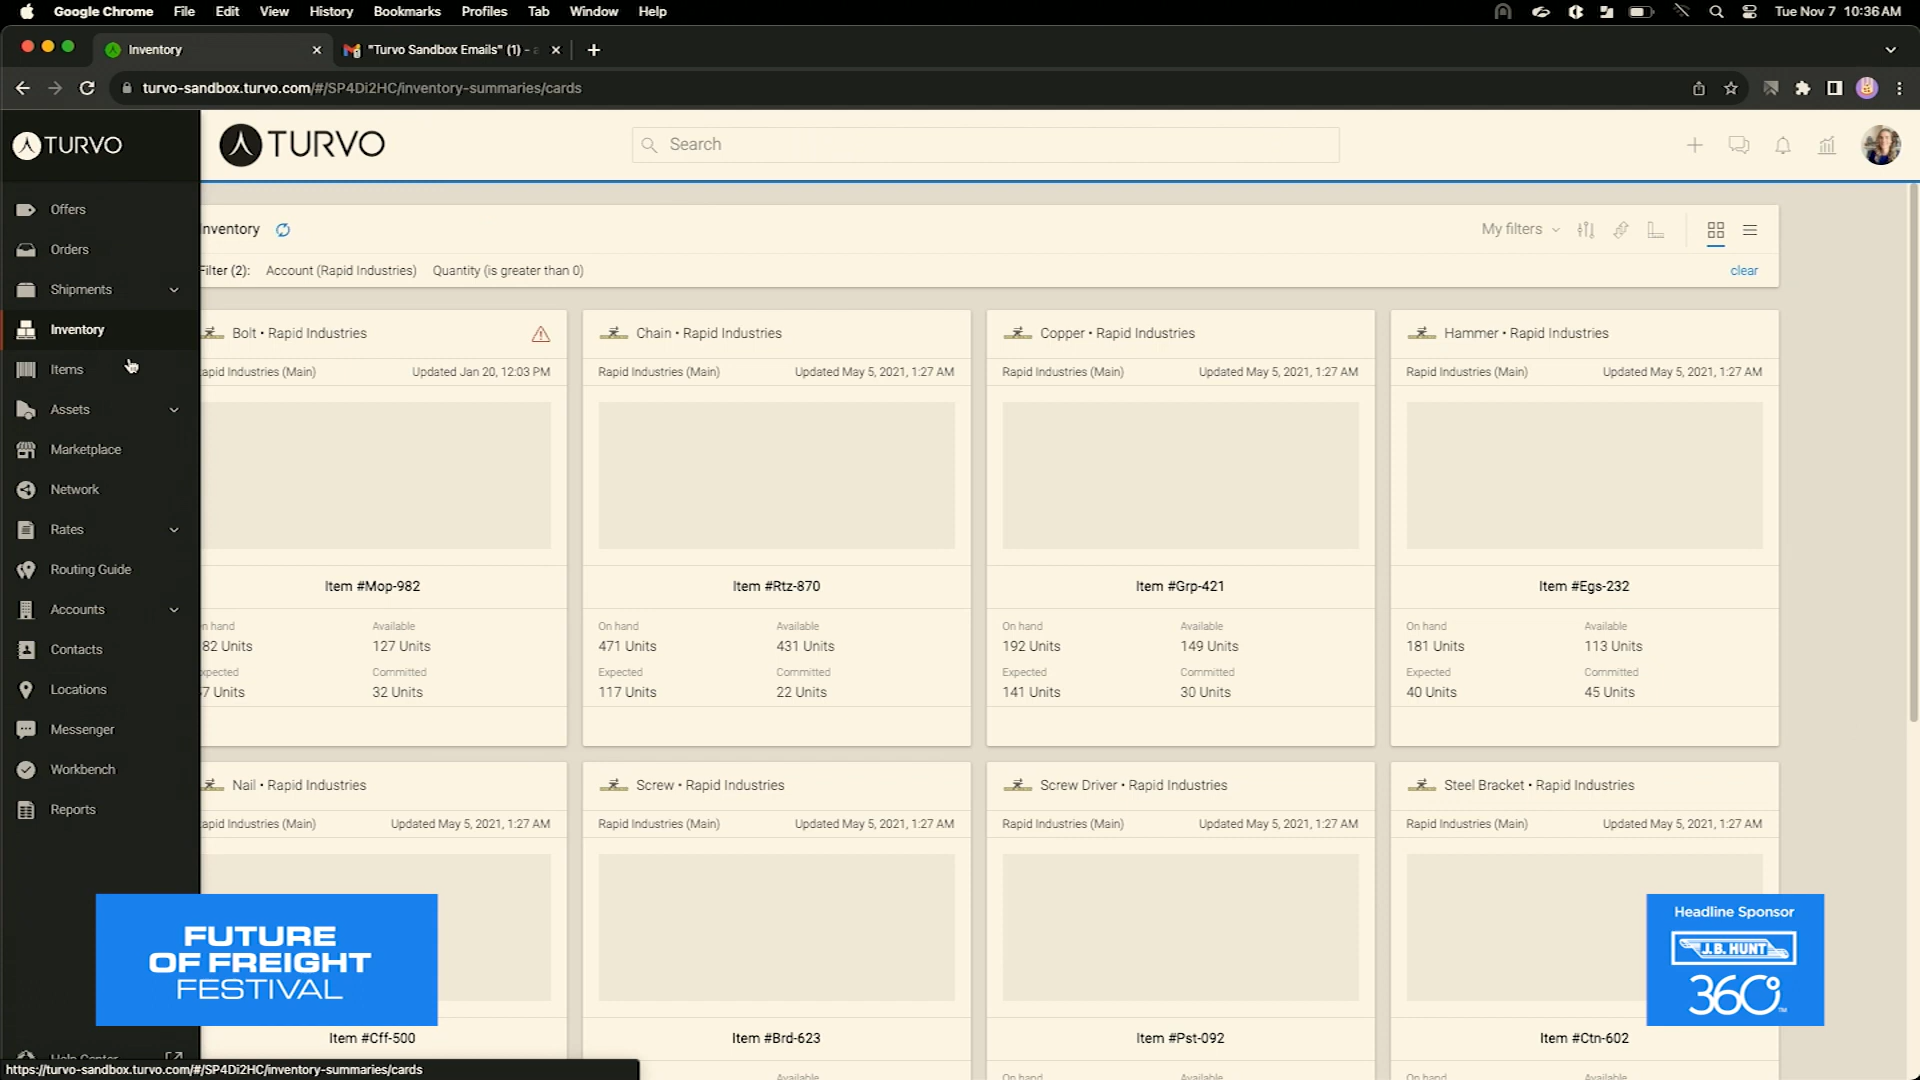 Google Chrome File Edit View History Bookmarks Profiles Tab Window Help Tue Nov 7 10:36 AM
Inventory "Turvo Sandbox Emails" (1) -
turvo-sandbox.turvo.com/#/SP4Di2HC/inventory-summaries/cards
TURVO TURVO Search
Offers
Orders
Shipments
Inventory
Items
Assets
Marketplace
Network
Rates
Routing Guide
Accounts
Contacts
Locations
Messenger
Workbench
Reports
nventory My filters
Filter (2): Account (Rapid Industries) Quantity (is greater than 0) clear
Bolt • Rapid Industries
apid Industries (Main) Updated Jan 20, 12:03 PM
Item #Mop-982
n hand Available
82 Units 127 Units
xpected Committed
7 Units 32 Units
Chain • Rapid Industries
Rapid Industries (Main) Updated May 5, 2021, 1:27 AM
Item #Rtz-870
On hand Available
471 Units 431 Units
Expected Committed
117 Units 22 Units
Copper • Rapid Industries
Rapid Industries (Main) Updated May 5, 2021, 1:27 AM
Item #Grp-421
On hand Available
192 Units 149 Units
Expected Committed
141 Units 30 Units
Hammer • Rapid Industries
Rapid Industries (Main) Updated May 5, 2021, 1:27 AM
Item #Egs-232
On hand Available
181 Units 113 Units
Expected Committed
40 Units 45 Units
Nail • Rapid Industries
apid Industries (Main) Updated May 5, 2021, 1:27 AM
Item #Cff-500
Screw • Rapid Industries
Rapid Industries (Main) Updated May 5, 2021, 1:27 AM
Item #Brd-623
Available
Screw Driver • Rapid Industries
Rapid Industries (Main) Updated May 5, 2021, 1:27 AM
Item #Pst-092
On hand Available
Steel Bracket • Rapid Industries
Rapid Industries (Main) Updated May 5, 2021, 1:27 AM
Item #Ctn-602
On hand Available
FUTURE
OF FREIGHT
FESTIVAL
Headline Sponsor
J.B. HUNT
360°
Help Center
https://turvo-sandbox.turvo.com/#/SP4Di2HC/inventory-summaries/cards